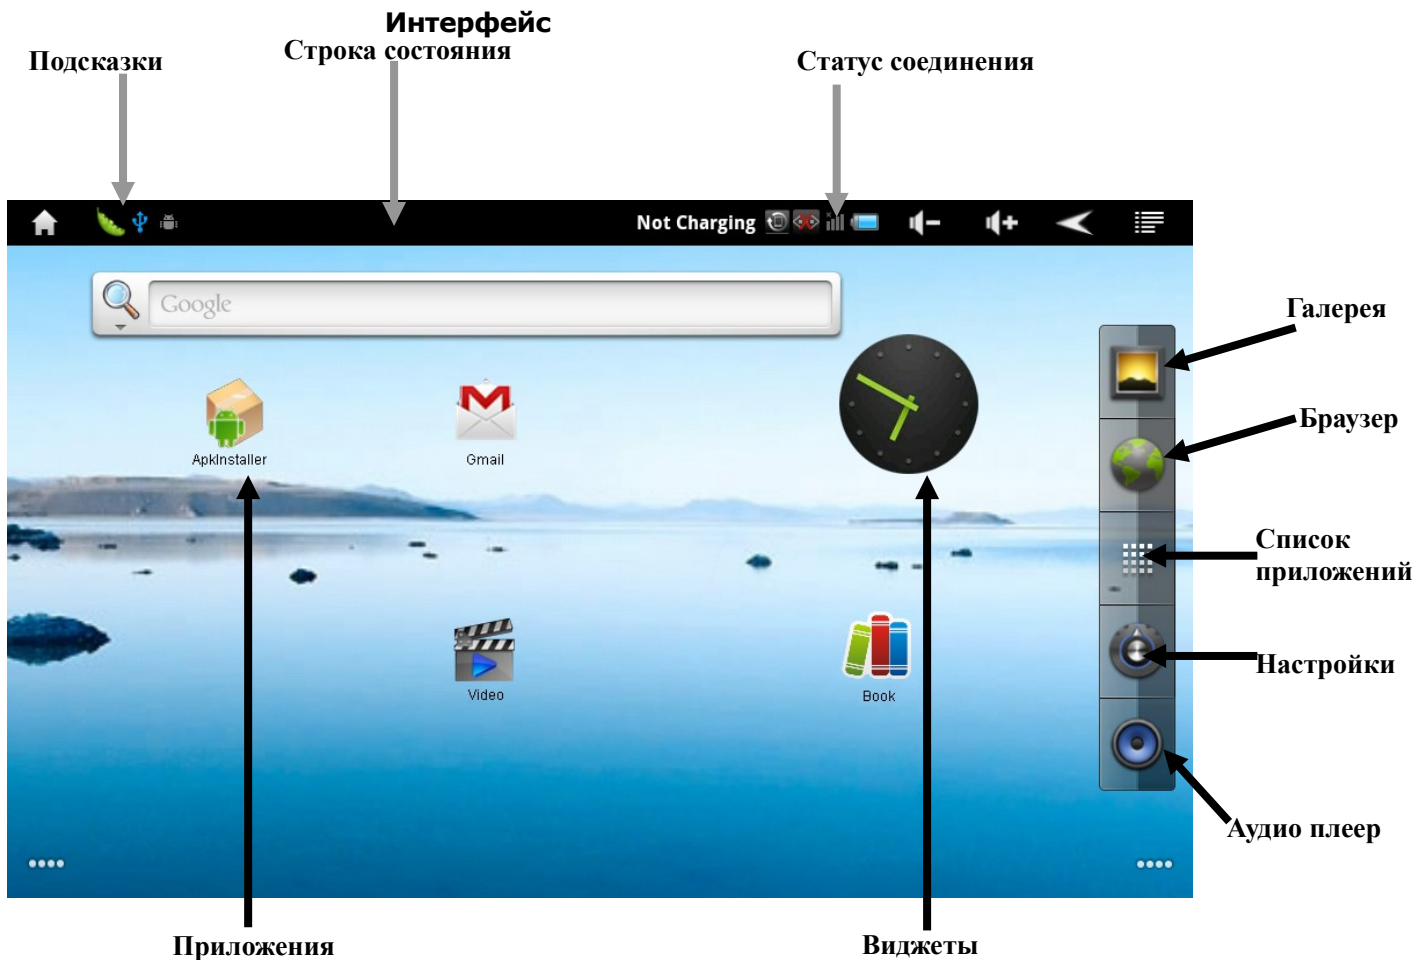 Интерфейс
Строка состояния
Подсказки
Статус соединения
Not Charging
Google
Галерея
Браузер
ApkInstaller
Gmail
Список
приложений
Настройки
Video
Book
Аудио плеер
Приложения
Виджеты